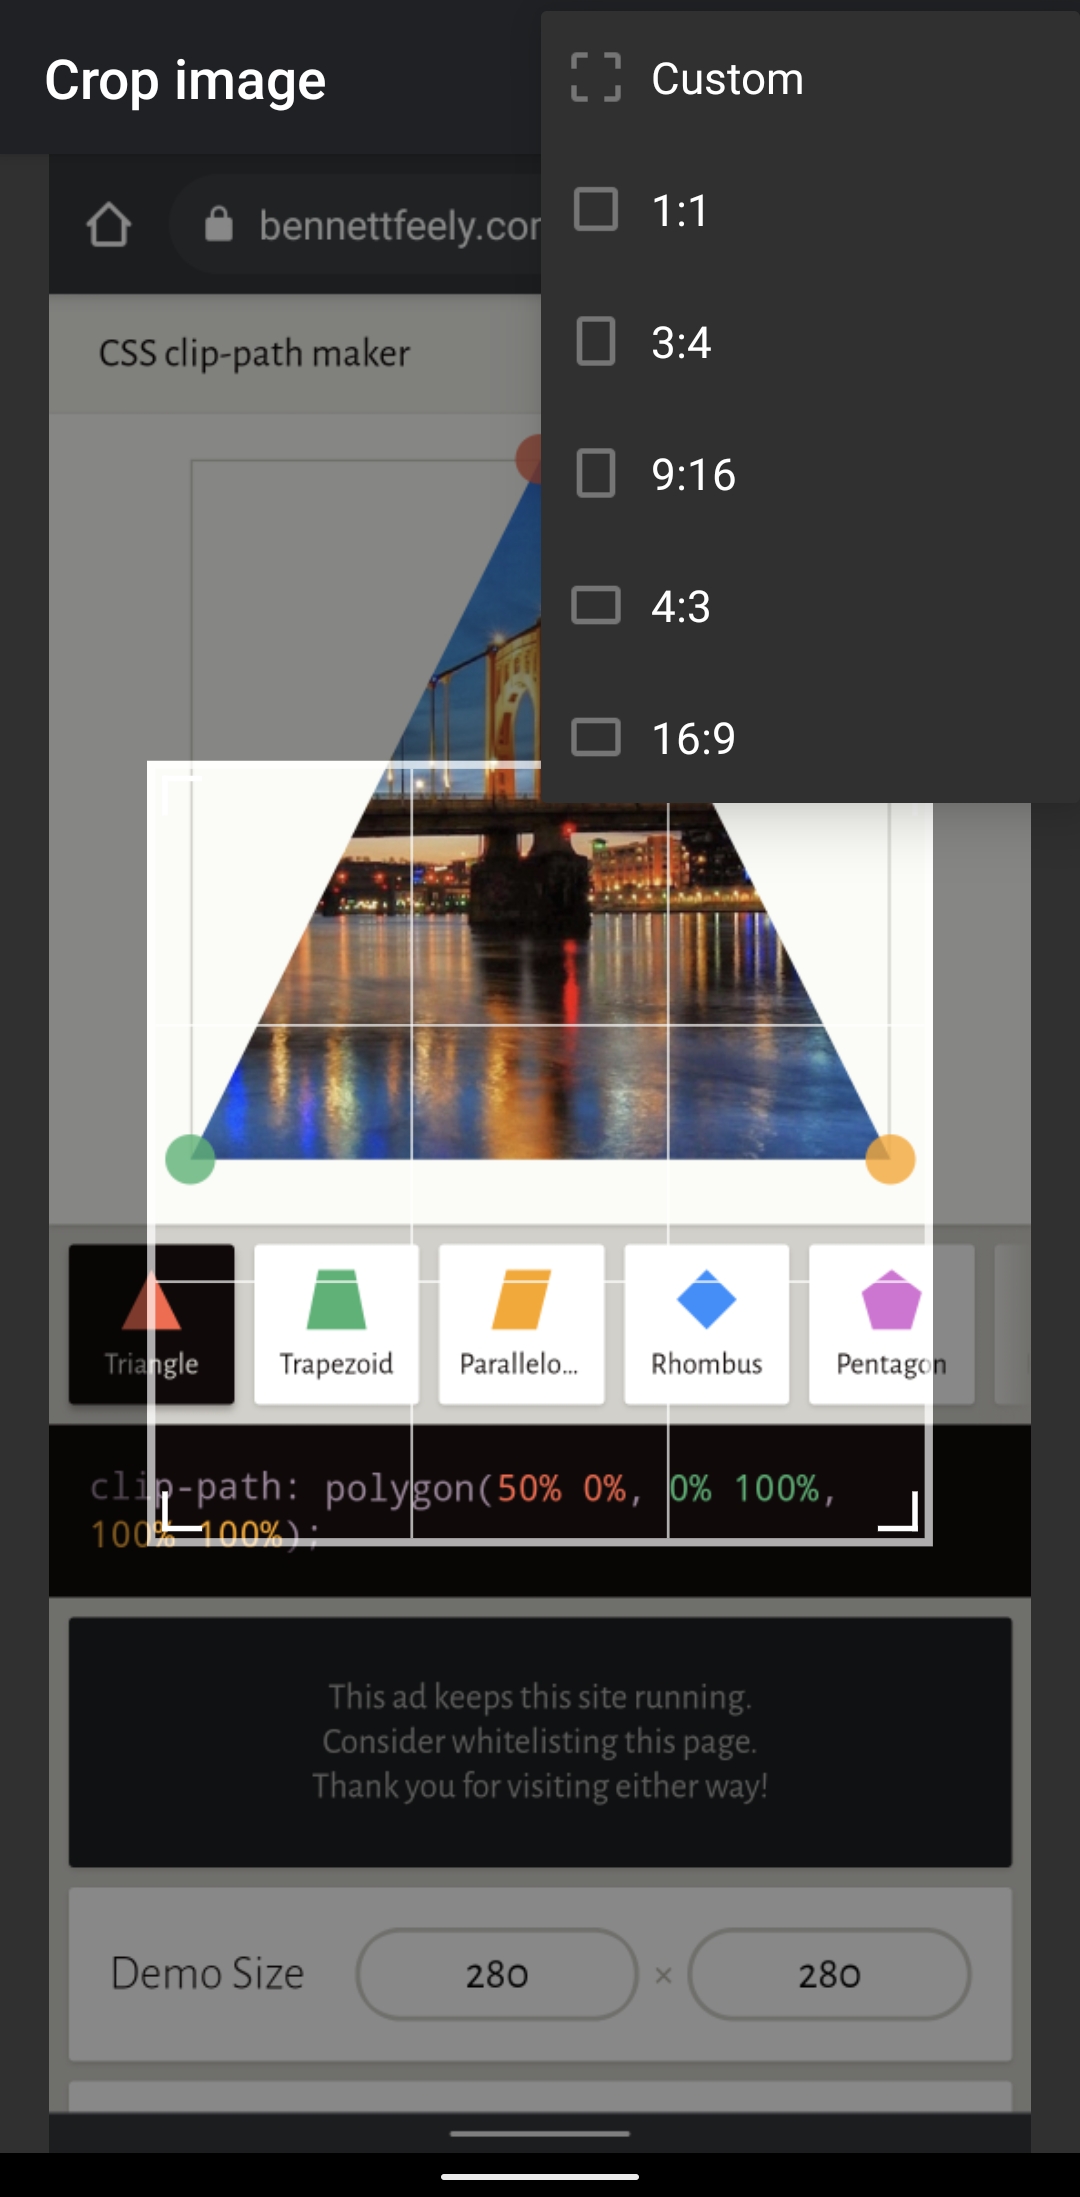 Crop image
Custom
1:1
3:4
9:16
4:3
16:9
bennettfeely.co
CSS clip-path maker
Triangle
Trapezoid
Parallelo...
Rhombus
Pentagon
clip-path: polygon(50% 0%, 0% 100%,
100% 100%);
This ad keeps this site running.
Consider whitelisting this page.
Thank you for visiting either way!
Demo Size 280 × 280